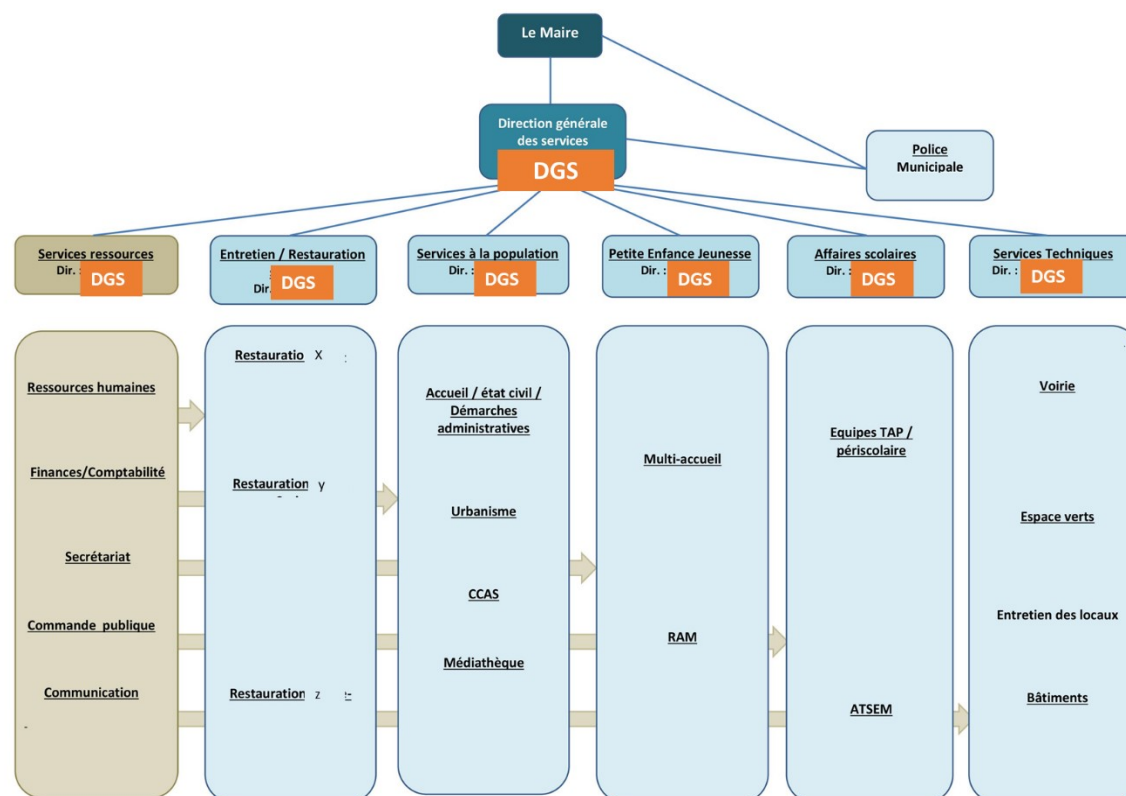 Le Maire
Direction générale
des services
DGS
Police
Municipale
Services ressources
Dir. :
DGS
Entretien / Restauration
:
Dir.
DGS
Services à la population
Dir. :
DGS
Petite Enfance Jeunesse
Dir. :
DGS
Affaires scolaires
Dir. :
DGS
Services Techniques
Dir. :
DGS
Ressources humaines
Finances/Comptabilité
Secrétariat
Commande publique
Communication
-
Restauratio X :
Restauration y
Restauration z e-
Accueil / état civil /
Démarches
administratives
Urbanisme
CCAS
Médiathèque
Multi-accueil
RAM
Equipes TAP /
périscolaire
ATSEM
Voirie
Espace verts
Entretien des locaux
Bâtiments